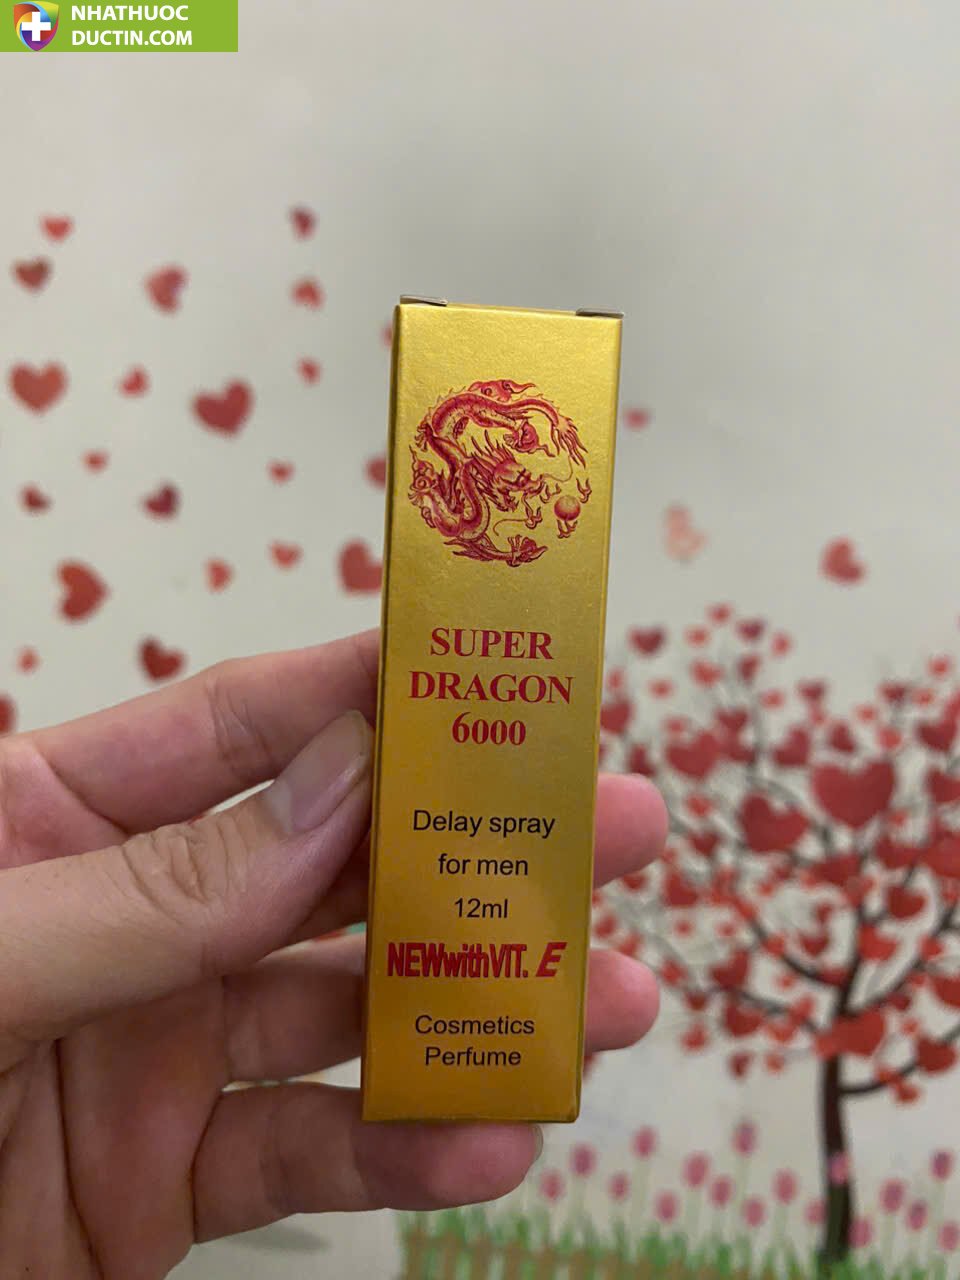 NHATHUOC
DUCTIN.COM
SUPER
DRAGON
6000
Delay spray
for men
12ml
NEWwithVIT. E
Cosmetics
Perfume